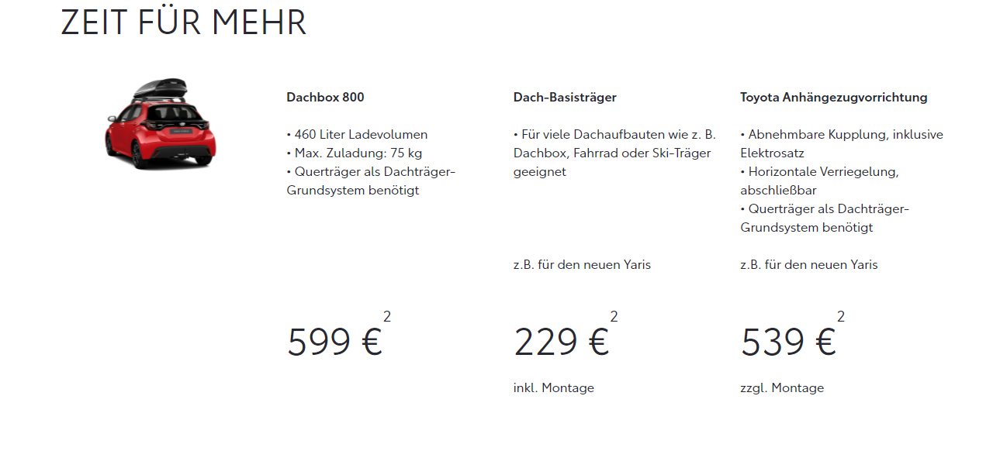 ZEIT FÜR MEHR
Dachbox 800
• 460 Liter Ladevolumen
• Max. Zuladung: 75 kg
• Querträger als Dachträger-
Grundsystem benötigt
599 €²
Dach-Basisträger
• Für viele Dachaufbauten wie z. B.
Dachbox, Fahrrad oder Ski-Träger
geeignet
z.B. für den neuen Yaris
229 €²
inkl. Montage
Toyota Anhängezugvorrichtung
• Abnehmbare Kupplung, inklusive
Elektrosatz
• Horizontale Verriegelung,
abschließbar
• Querträger als Dachträger-
Grundsystem benötigt
z.B. für den neuen Yaris
539 €²
zzgl. Montage